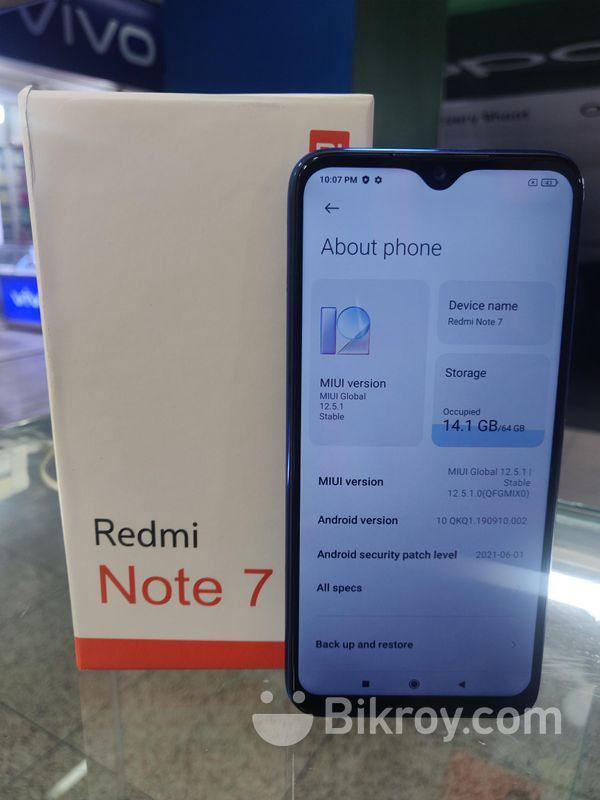 vivo
oppo
10:07 PM
43
←
About phone
12
Device name
Redmi Note 7
MIUI version
MIUI Global
12.5.1
Stable
Storage
Occupied
14.1 GB/64 GB
MIUI version
MIUI Global 12.5.1 |
Stable
12.5.1.0(QFGMIX0)
Android version
10 QKQ1.190910.002
Android security patch level
2021-06-01
All specs
Back up and restore
Redmi
Note 7
Bikroy.com